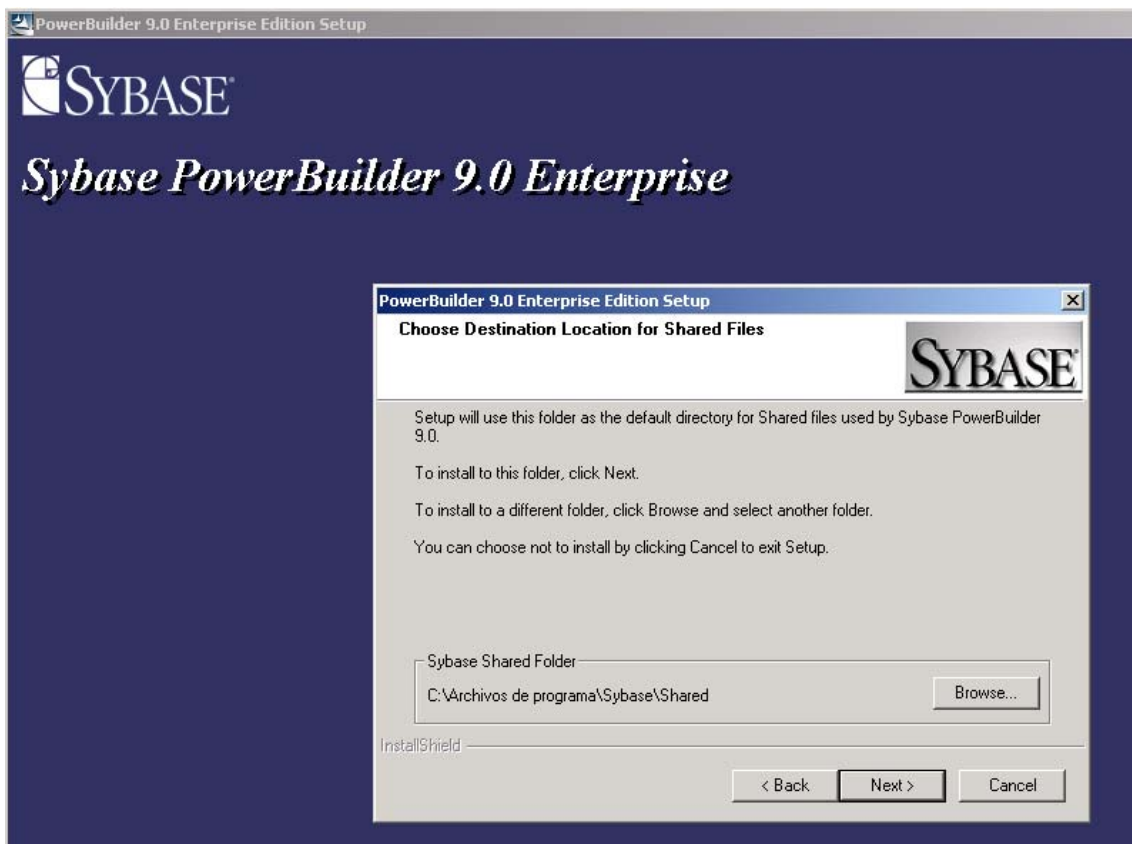 PowerBuilder 9.0 Enterprise Edition Setup
SYBASE
Sybase PowerBuilder 9.0 Enterprise
PowerBuilder 9.0 Enterprise Edition Setup
Choose Destination Location for Shared Files
SYBASE
Setup will use this folder as the default directory for Shared files used by Sybase PowerBuilder
9.0.
To install to this folder, click Next.
To install to a different folder, click Browse and select another folder.
You can choose not to install by clicking Cancel to exit Setup.
Sybase Shared Folder
C:\Archivos de programa\Sybase\Shared
Browse...
InstallShield
< Back
Next >
Cancel